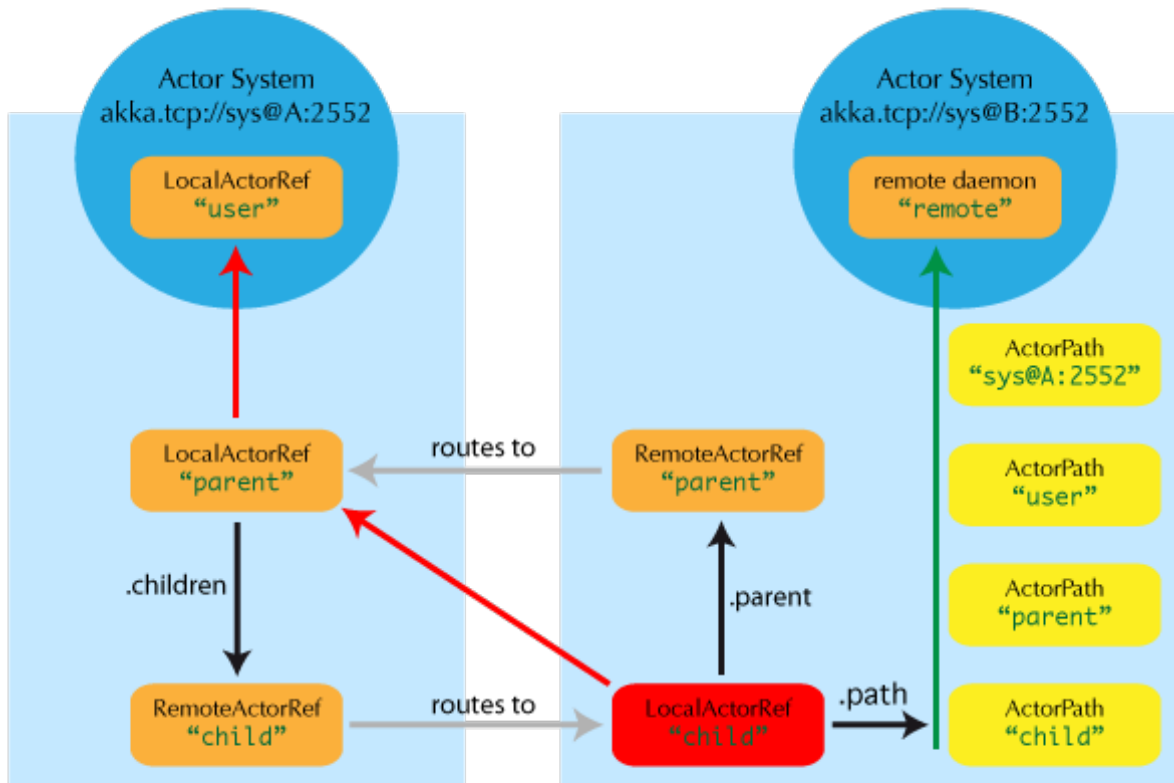 Actor System
akka.tcp://sys@A:2552
LocalActorRef
“user”
LocalActorRef
“parent”
.children
RemoteActorRef
“child”
routes to
routes to
Actor System
akka.tcp://sys@B:2552
remote daemon
“remote”
RemoteActorRef
“parent”
.parent
LocalActorRef
“child”
.path
ActorPath
“sys@A:2552”
ActorPath
“user”
ActorPath
“parent”
ActorPath
“child”